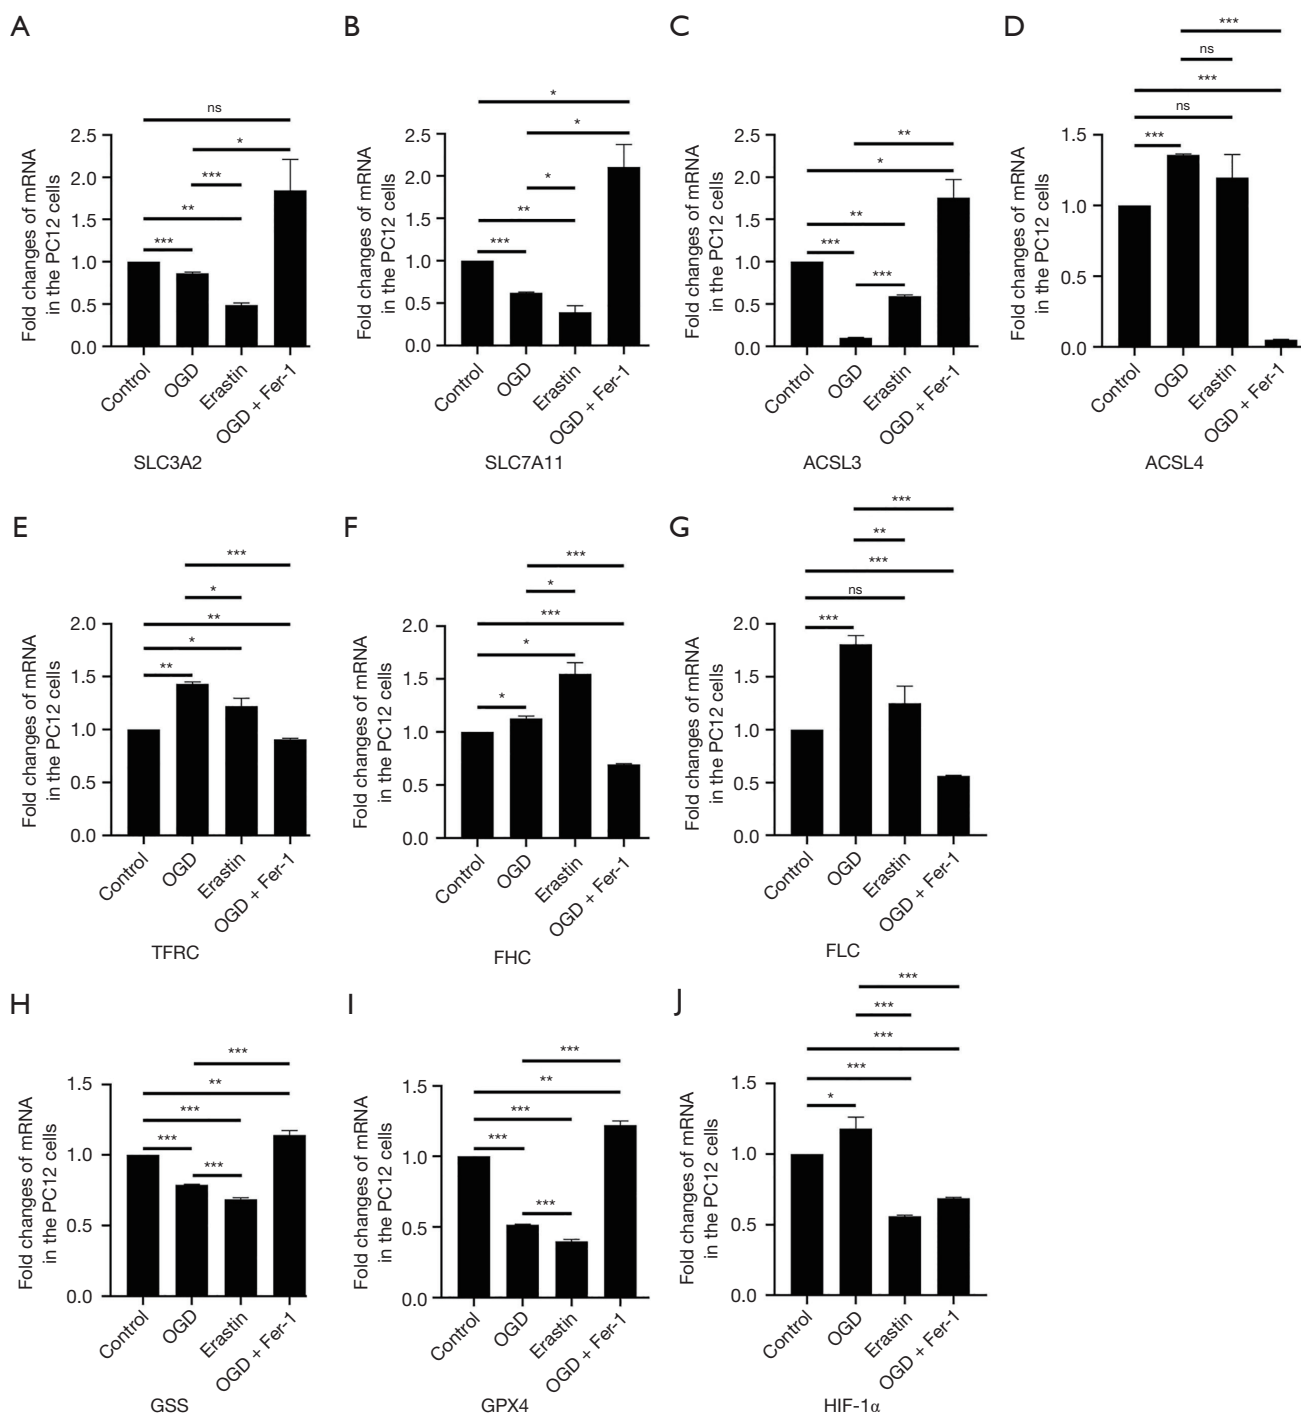 A
ns
*
***
**
***
Fold changes of mRNA
in the PC12 cells
2.5
2.0
1.5
1.0
0.5
0.0
Control
OGD
Erastin
OGD + Fer-1
SLC3A2
B
*
*
*
**
***
Fold changes of mRNA
in the PC12 cells
2.5
2.0
1.5
1.0
0.5
0.0
Control
OGD
Erastin
OGD + Fer-1
SLC7A11
C
**
*
**
***
***
Fold changes of mRNA
in the PC12 cells
2.5
2.0
1.5
1.0
0.5
0.0
Control
OGD
Erastin
OGD + Fer-1
ACSL3
D
***
ns
***
ns
***
Fold changes of mRNA
in the PC12 cells
1.5
1.0
0.5
0.0
Control
OGD
Erastin
OGD + Fer-1
ACSL4
E
***
*
**
*
**
Fold changes of mRNA
in the PC12 cells
2.0
1.5
1.0
0.5
0.0
Control
OGD
Erastin
OGD + Fer-1
TFRC
F
***
*
***
*
*
Fold changes of mRNA
in the PC12 cells
2.0
1.5
1.0
0.5
0.0
Control
OGD
Erastin
OGD + Fer-1
FHC
G
***
**
***
ns
***
Fold changes of mRNA
in the PC12 cells
2.0
1.5
1.0
0.5
0.0
Control
OGD
Erastin
OGD + Fer-1
FLC
H
***
**
***
***
***
Fold changes of mRNA
in the PC12 cells
1.5
1.0
0.5
0.0
Control
OGD
Erastin
OGD + Fer-1
GSS
I
***
**
***
***
***
Fold changes of mRNA
in the PC12 cells
1.5
1.0
0.5
0.0
Control
OGD
Erastin
OGD + Fer-1
GPX4
J
***
***
***
***
*
Fold changes of mRNA
in the PC12 cells
1.5
1.0
0.5
0.0
Control
OGD
Erastin
OGD + Fer-1
HIF-1α